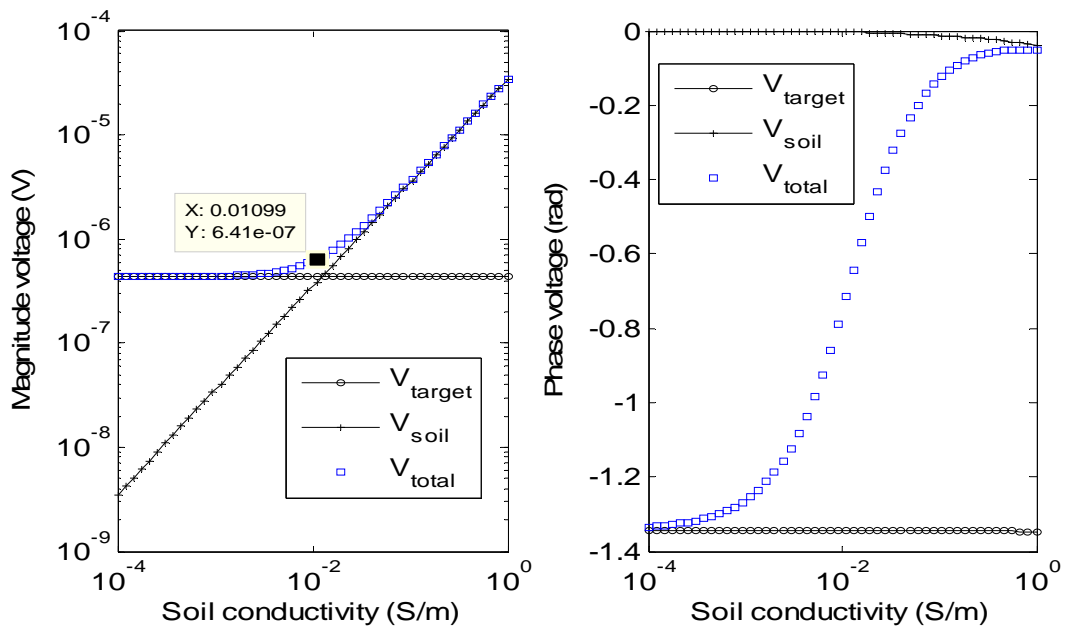 Magnitude voltage (V)
10^-4
10^-5
10^-6
10^-7
10^-8
10^-9
X: 0.01099
Y: 6.41e-07
V_target
V_soil
V_total
10^-4
10^-2
10^0
Soil conductivity (S/m)
Phase voltage (rad)
0
-0.2
-0.4
-0.6
-0.8
-1
-1.2
-1.4
V_target
V_soil
V_total
10^-4
10^-2
10^0
Soil conductivity (S/m)